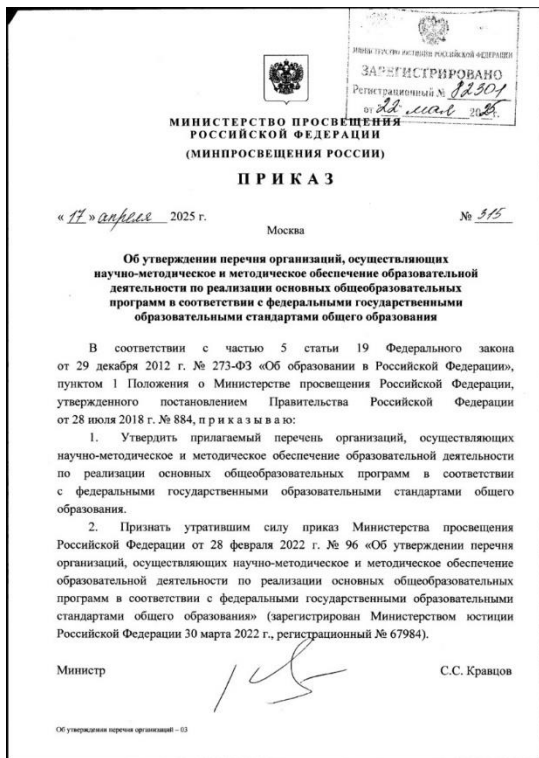 МИНИСТЕРСТВО ЮСТИЦИИ РОССИЙСКОЙ ФЕДЕРАЦИИ
ЗАРЕГИСТРИРОВАНО
Регистрационный № 82301
от 22 мая 2025.
МИНИСТЕРСТВО ПРОСВЕЩЕНИЯ
РОССИЙСКОЙ ФЕДЕРАЦИИ
(МИНПРОСВЕЩЕНИЯ РОССИИ)
ПРИКАЗ
« 17 » апреля 2025 г.
№ 315
Москва
Об утверждении перечня организаций, осуществляющих
научно-методическое и методическое обеспечение образовательной
деятельности по реализации основных общеобразовательных
программ в соответствии с федеральными государственными
образовательными стандартами общего образования
В соответствии с частью 5 статьи 19 Федерального закона
от 29 декабря 2012 г. № 273-ФЗ «Об образовании в Российской Федерации»,
пунктом 1 Положения о Министерстве просвещения Российской Федерации,
утвержденного постановлением Правительства Российской Федерации
от 28 июля 2018 г. № 884, п р и к а з ы в а ю:
1. Утвердить прилагаемый перечень организаций, осуществляющих
научно-методическое и методическое обеспечение образовательной деятельности
по реализации основных общеобразовательных программ в соответствии
с федеральными государственными образовательными стандартами общего
образования.
2. Признать утратившим силу приказ Министерства просвещения
Российской Федерации от 28 февраля 2022 г. № 96 «Об утверждении перечня
организаций, осуществляющих научно-методическое и методическое обеспечение
образовательной деятельности по реализации основных общеобразовательных
программ в соответствии с федеральными государственными образовательными
стандартами общего образования» (зарегистрирован Министерством юстиции
Российской Федерации 30 марта 2022 г., регистрационный № 67984).
Министр
С.С. Кравцов
Об утверждении перечня организаций – 03